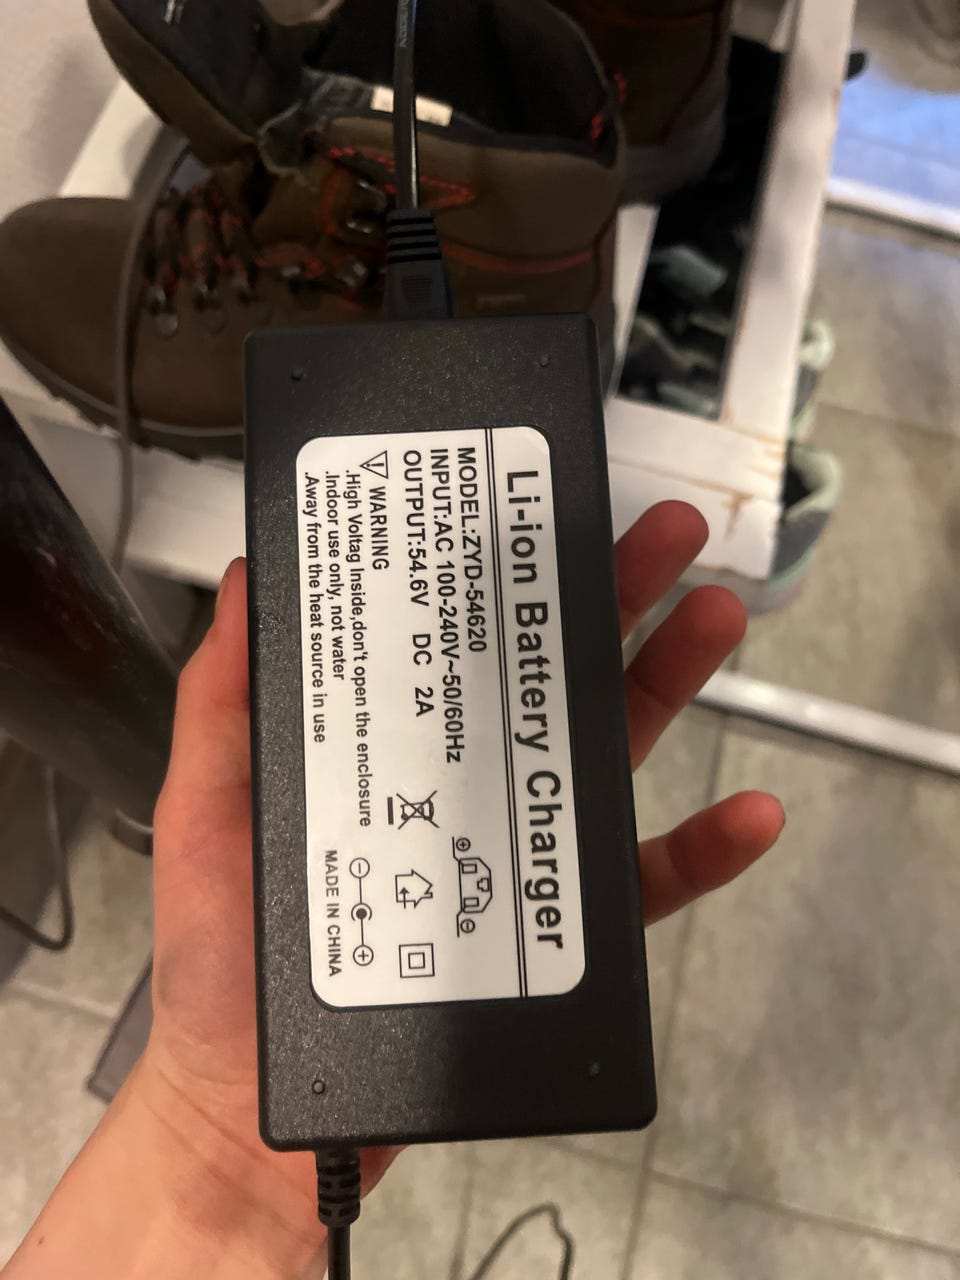 Li-ion Battery Charger
MODEL:ZYD-54620
INPUT:AC 100-240V~50/60Hz
OUTPUT:54.6V DC 2A
WARNING
.High Voltag Inside,don't open the enclosure
.Indoor use only, not water
.Away from the heat source in use
MADE IN CHINA